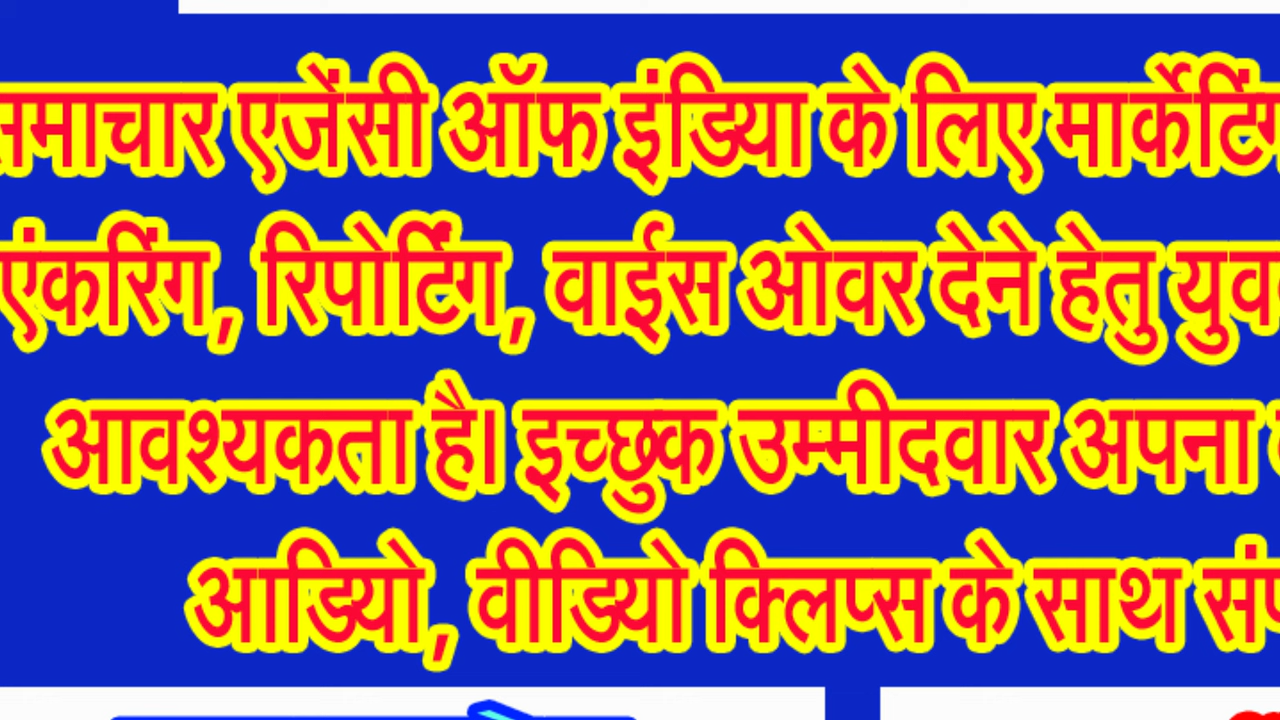 समाचार एजेंसी ऑफ इंडिया के लिए मार्केटिंग
एंकरिंग, रिपोर्टिंग, वाईस ओवर देने हेतु
आवश्यकता है। इच्छुक उम्मीदवार अपना
आडियो, वीडियो क्लिप्स के साथ